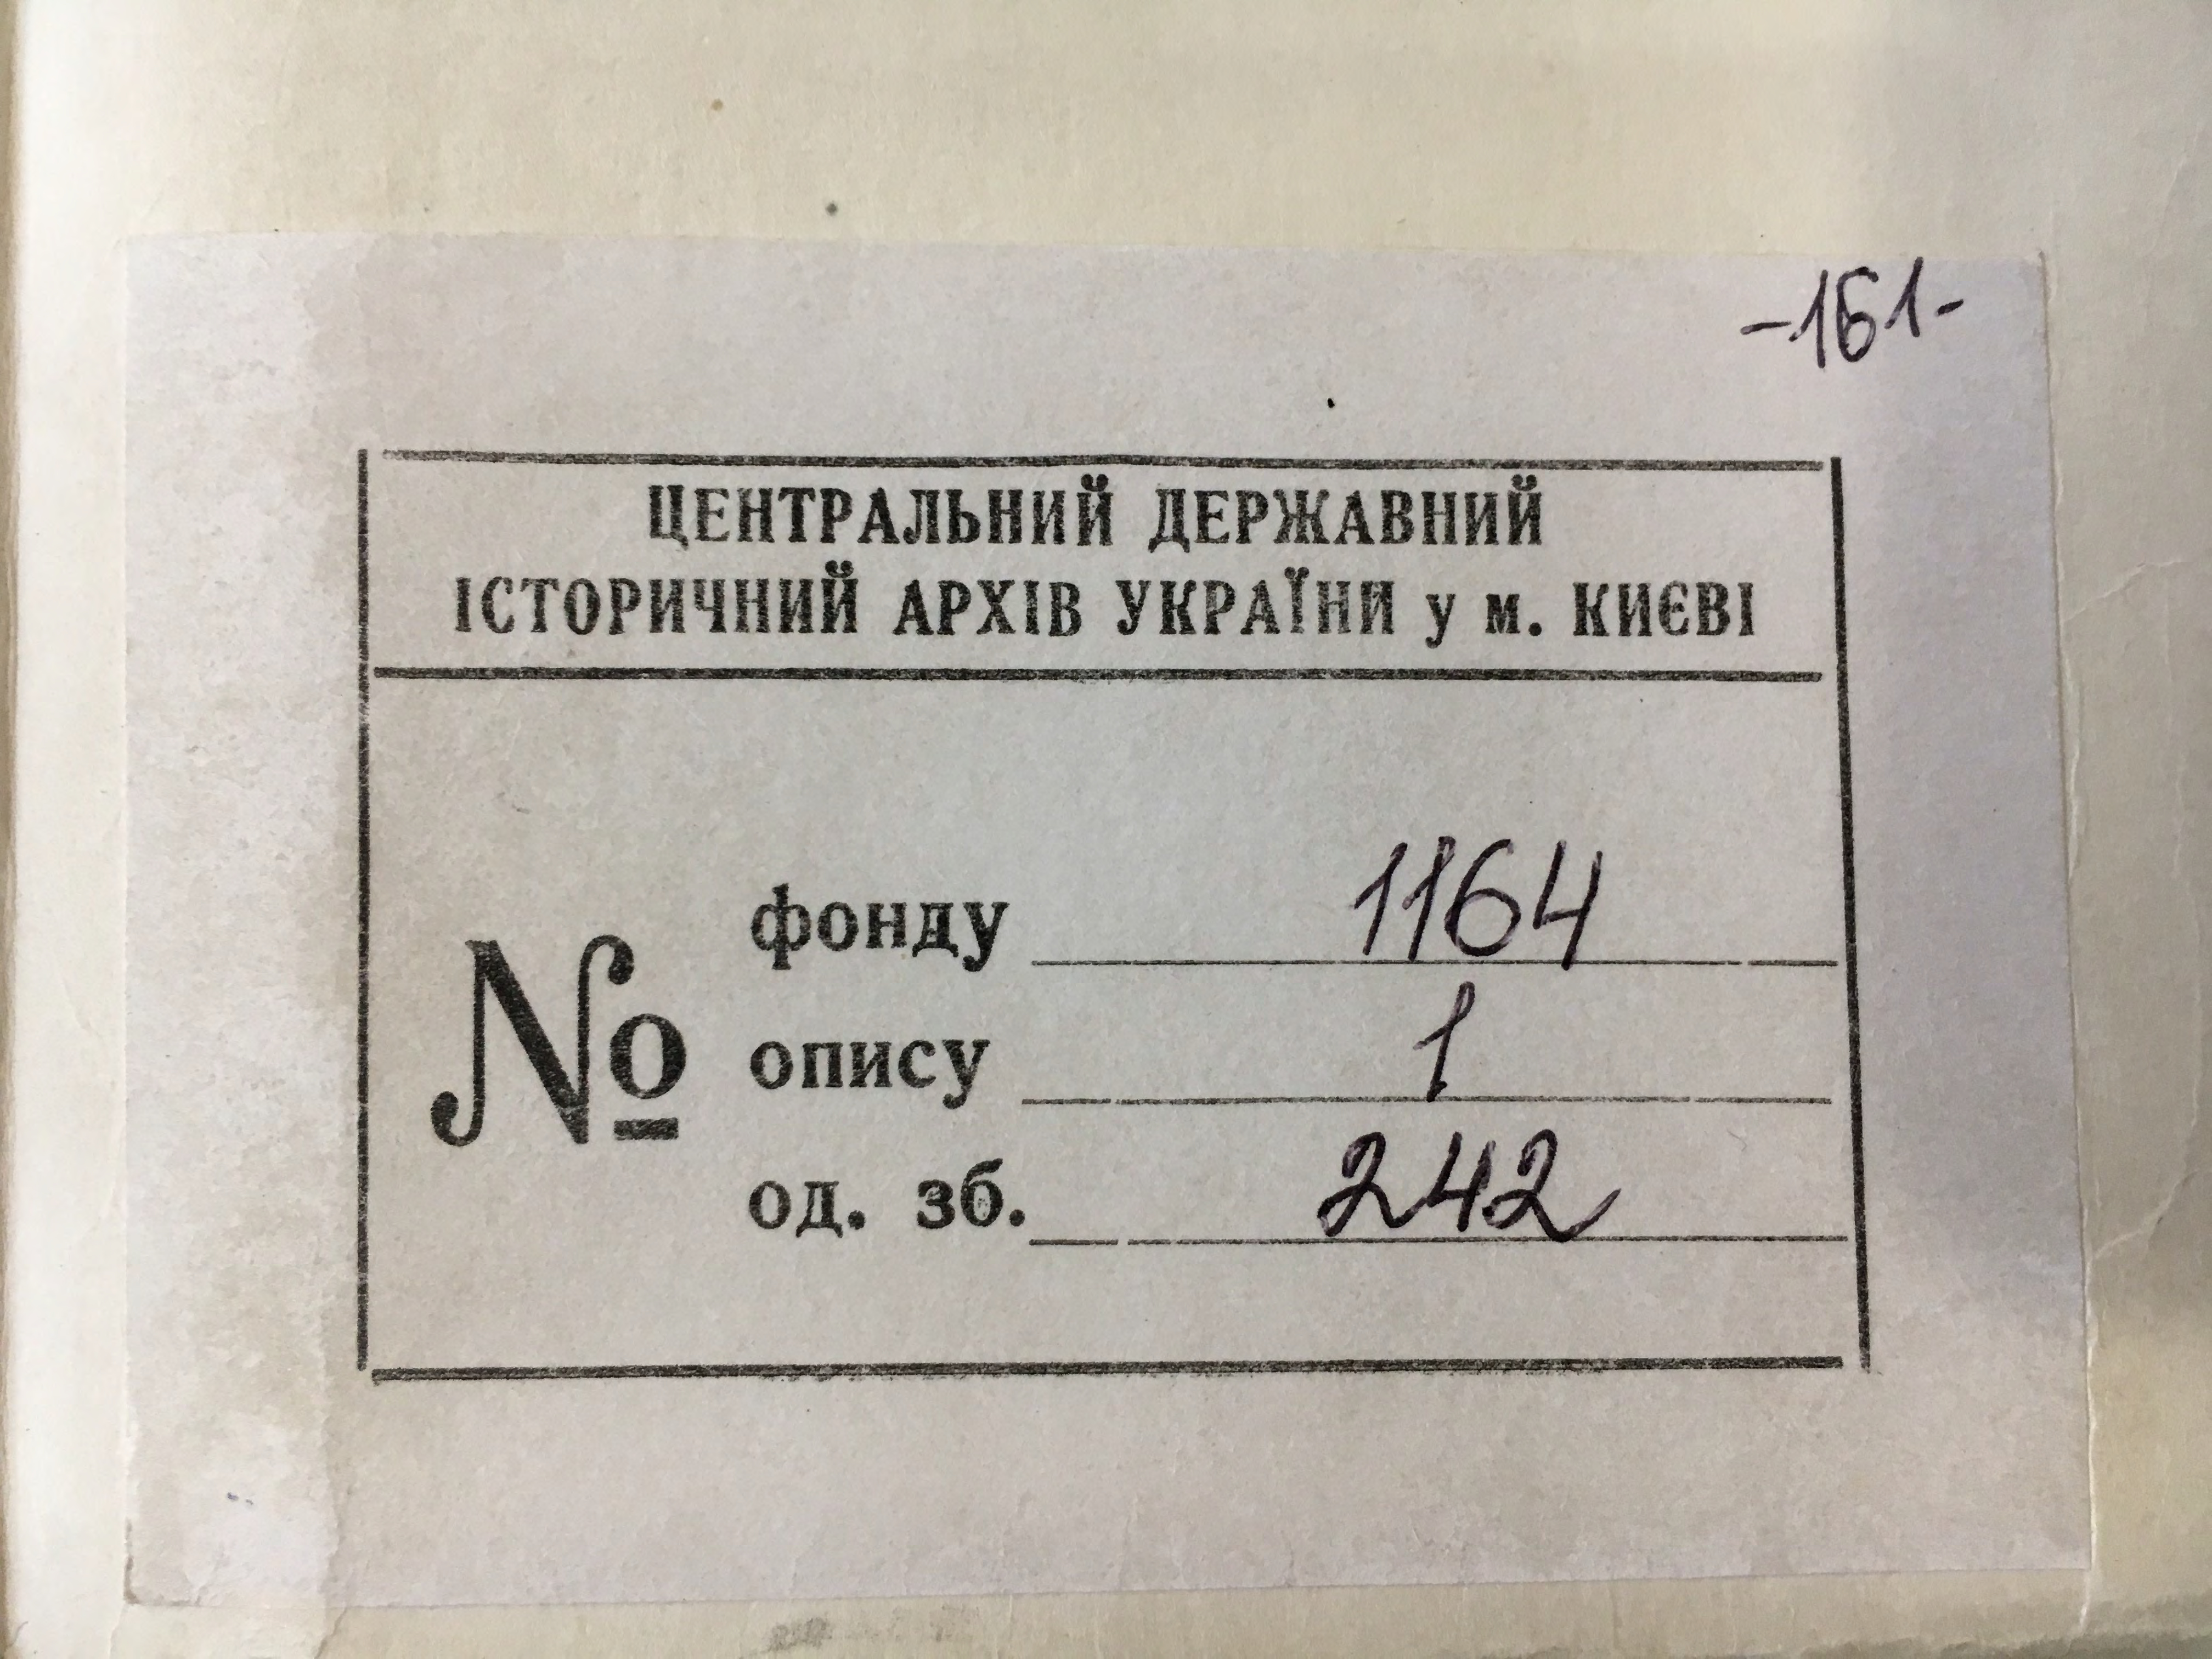 -161-
ЦЕНТРАЛЬНИЙ ДЕРЖАВНИЙ
ІСТОРИЧНИЙ АРХІВ УКРАЇНИ у м. КИЄВІ
№
фонду 1164
опису 1
од. зб. 242